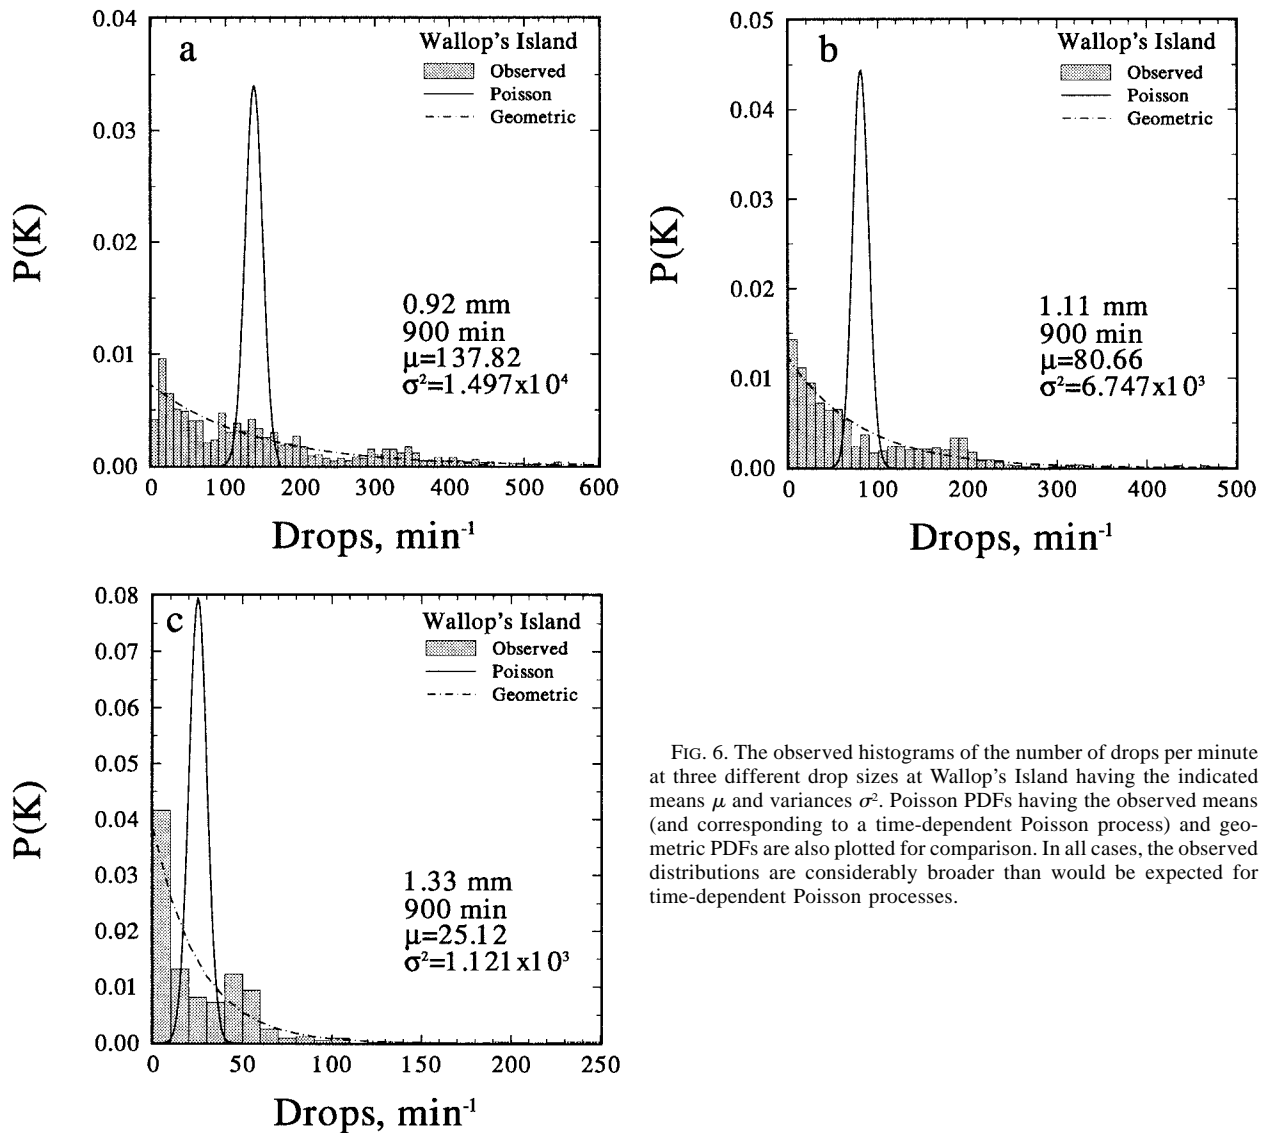 a
Wallop's Island
Observed
Poisson
Geometric
0.04
0.03
0.02
0.01
0.00
P(K)
0.92 mm
900 min
μ=137.82
σ²=1.497x10⁴
0 100 200 300 400 500 600
Drops, min⁻¹
b
Wallop's Island
Observed
Poisson
Geometric
0.05
0.04
0.03
0.02
0.01
0.00
P(K)
1.11 mm
900 min
μ=80.66
σ²=6.747x10³
0 100 200 300 400 500
Drops, min⁻¹
c
Wallop's Island
Observed
Poisson
Geometric
0.08
0.07
0.06
0.05
0.04
0.03
0.02
0.01
0.00
P(K)
1.33 mm
900 min
μ=25.12
σ²=1.121x10³
0 50 100 150 200 250
Drops, min⁻¹
FIG. 6. The observed histograms of the number of drops per minute
at three different drop sizes at Wallop's Island having the indicated
means μ and variances σ². Poisson PDFs having the observed means
(and corresponding to a time-dependent Poisson process) and geo-
metric PDFs are also plotted for comparison. In all cases, the observed
distributions are considerably broader than would be expected for
time-dependent Poisson processes.